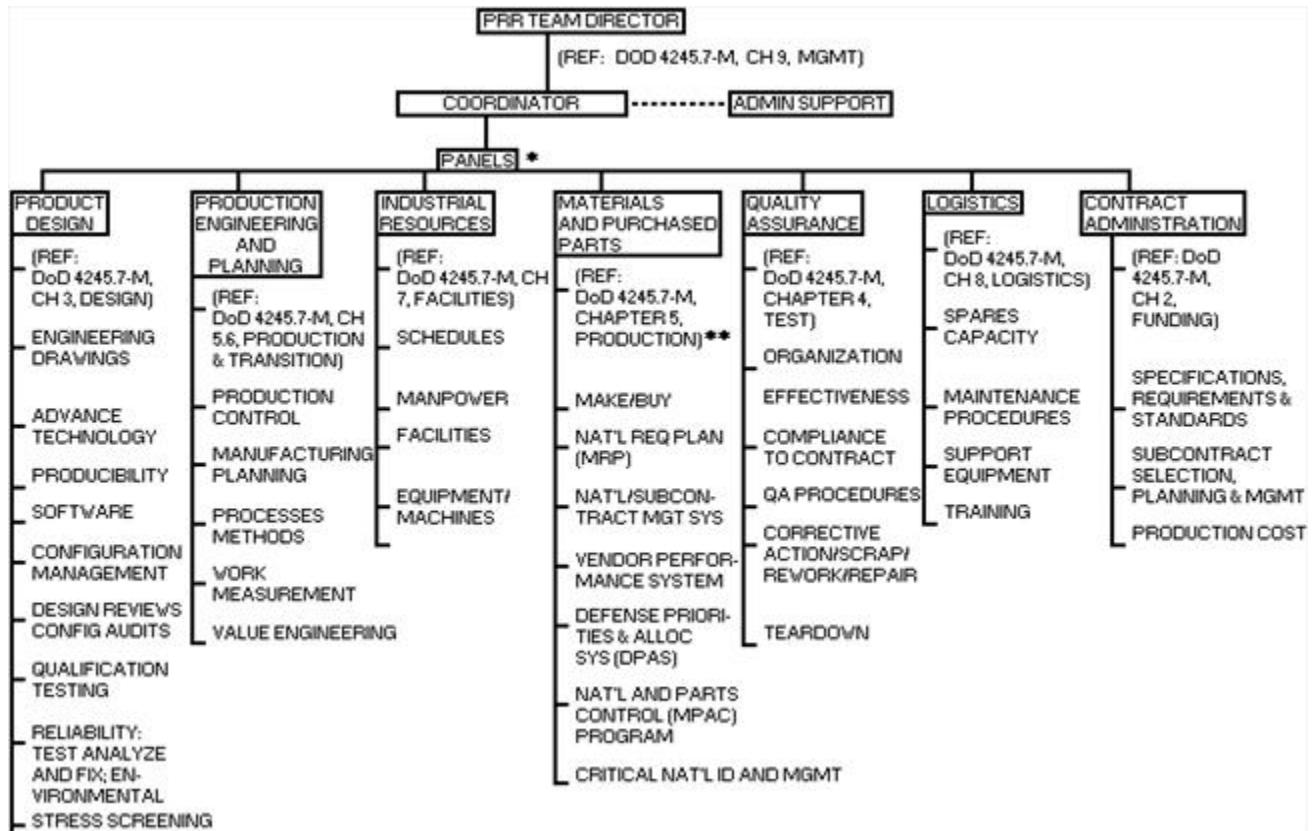 PRR TEAM DIRECTOR
(REF: DOD 4245.7-M, CH 9, MGMT)
COORDINATOR
ADMIN SUPPORT
PANELS *
PRODUCT
DESIGN
(REF:
DoD 4245.7-M,
CH 3, DESIGN)
ENGINEERING
DRAWINGS
ADVANCE
TECHNOLOGY
PRODUCIBILITY
SOFTWARE
CONFIGURATION
MANAGEMENT
DESIGN REVIEWS
CONFIG AUDITS
QUALIFICATION
TESTING
RELIABILITY:
TEST ANALYZE
AND FIX; EN-
VIRONMENTAL
STRESS SCREENING
PRODUCTION
ENGINEERING
AND
PLANNING
(REF:
DoD 4245.7-M, CH
5.6, PRODUCTION
& TRANSITION)
PRODUCTION
CONTROL
MANUFACTURING
PLANNING
PROCESSES
METHODS
WORK
MEASUREMENT
VALUE ENGINEERING
INDUSTRIAL
RESOURCES
(REF:
DoD 4245.7-M, CH
7, FACILITIES)
SCHEDULES
MANPOWER
FACILITIES
EQUIPMENT/
MACHINES
MATERIALS
AND PURCHASED
PARTS
(REF:
DoD 4245.7-M,
CHAPTER 5,
PRODUCTION)**
MAKE/BUY
NAT'L REQ PLAN
(MRP)
NAT'L/SUBCON-
TRACT MGT SYS
VENDOR PERFOR-
MANCE SYSTEM
DEFENSE PRIORI-
TIES & ALLOC
SYS (DPAS)
NAT'L AND PARTS
CONTROL (MPAC)
PROGRAM
CRITICAL NAT'L ID AND MGMT
QUALITY
ASSURANCE
(REF:
DoD 4245.7-M,
CHAPTER 4,
TEST)
ORGANIZATION
EFFECTIVENESS
COMPLIANCE
TO CONTRACT
QA PROCEDURES
CORRECTIVE
ACTION/SCRAP/
REWORK/REPAIR
TEARDOWN
LOGISTICS
(REF:
DoD 4245.7-M,
CH 8, LOGISTICS)
SPARES
CAPACITY
MAINTENANCE
PROCEDURES
SUPPORT
EQUIPMENT
TRAINING
CONTRACT
ADMINISTRATION
(REF: DoD
4245.7-M,
CH 2,
FUNDING)
SPECIFICATIONS,
REQUIREMENTS &
STANDARDS
SUBCONTRACT
SELECTION,
PLANNING & MGMT
PRODUCTION COST